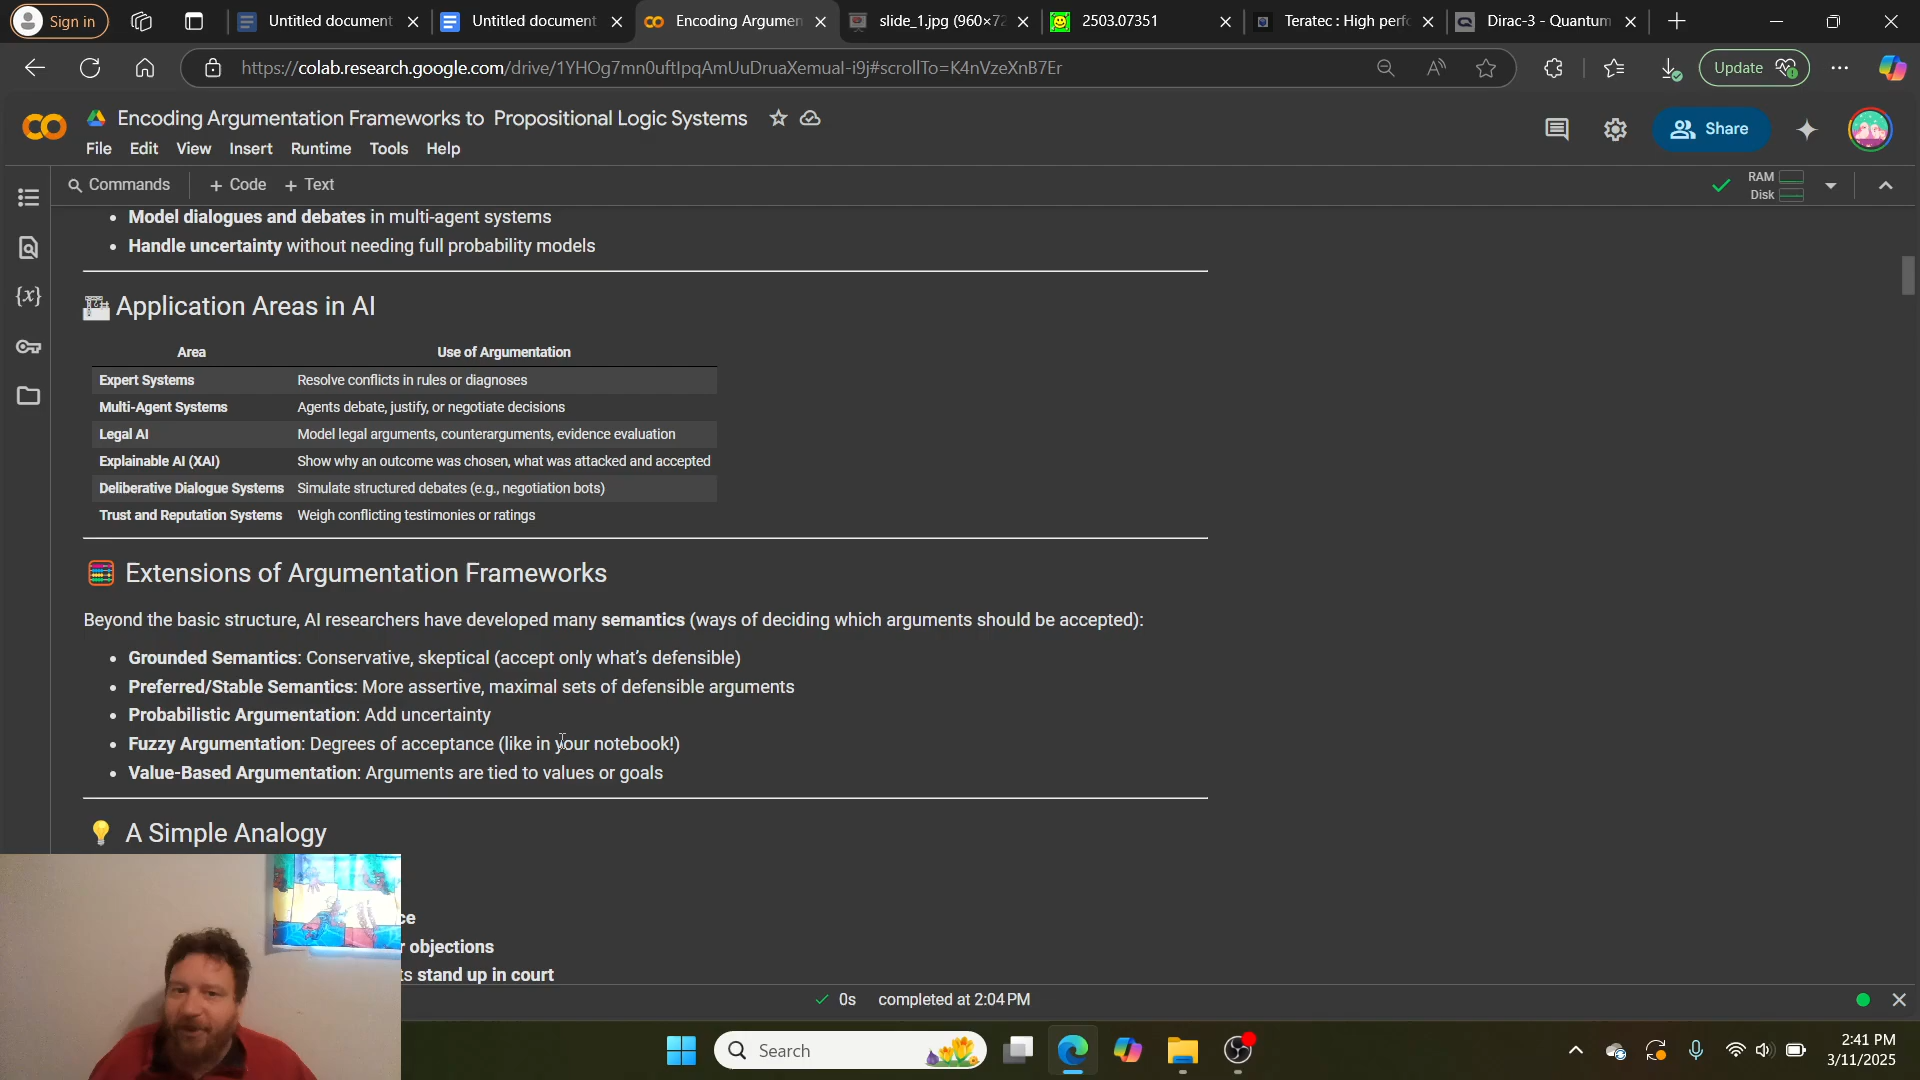 Sign in
Untitled document
Untitled document
Encoding Argumen
slide_1.jpg (960×72
2503.07351
Teratec : High perfo
Dirac-3 - Quantum
https://colab.research.google.com/drive/1YHOg7mn0uftIpqAmUuDruaXemuaI-i9j#scrollTo=K4nVzeXnB7Er
Update
Encoding Argumentation Frameworks to Propositional Logic Systems
File Edit View Insert Runtime Tools Help
Share
Commands + Code + Text
RAM
Disk
• Model dialogues and debates in multi-agent systems
• Handle uncertainty without needing full probability models
Application Areas in AI
Area Use of Argumentation
Expert Systems Resolve conflicts in rules or diagnoses
Multi-Agent Systems Agents debate, justify, or negotiate decisions
Legal AI Model legal arguments, counterarguments, evidence evaluation
Explainable AI (XAI) Show why an outcome was chosen, what was attacked and accepted
Deliberative Dialogue Systems Simulate structured debates (e.g., negotiation bots)
Trust and Reputation Systems Weigh conflicting testimonies or ratings
🧮 Extensions of Argumentation Frameworks
Beyond the basic structure, AI researchers have developed many semantics (ways of deciding which arguments should be accepted):
• Grounded Semantics: Conservative, skeptical (accept only what's defensible)
• Preferred/Stable Semantics: More assertive, maximal sets of defensible arguments
• Probabilistic Argumentation: Add uncertainty
• Fuzzy Argumentation: Degrees of acceptance (like in your notebook!)
• Value-Based Argumentation: Arguments are tied to values or goals
💡 A Simple Analogy
objections
stand up in court
0s completed at 2:04 PM
Search
2:41 PM
3/11/2025